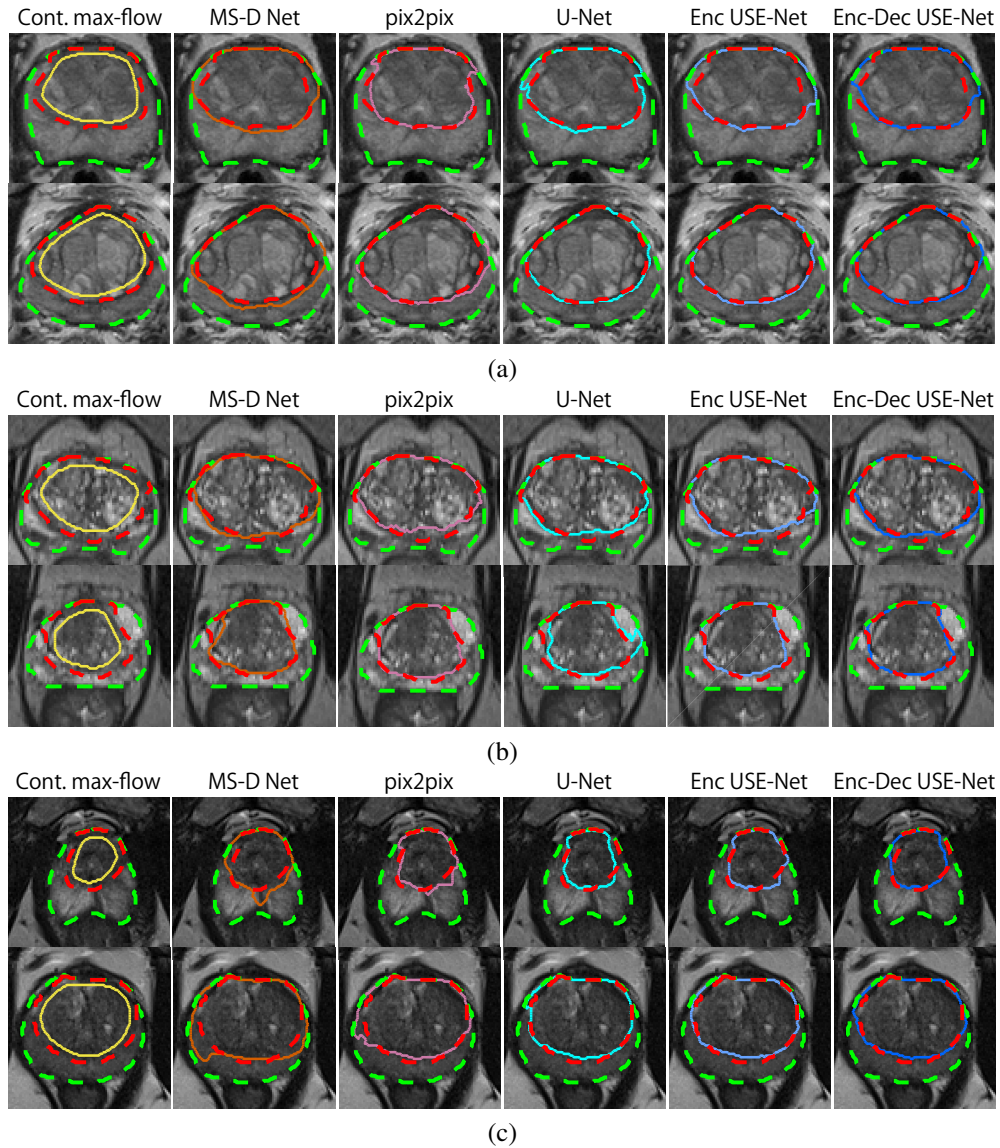 Cont. max-flow MS-D Net pix2pix U-Net Enc USE-Net Enc-Dec USE-Net
(a)
Cont. max-flow MS-D Net pix2pix U-Net Enc USE-Net Enc-Dec USE-Net
(b)
Cont. max-flow MS-D Net pix2pix U-Net Enc USE-Net Enc-Dec USE-Net
(c)